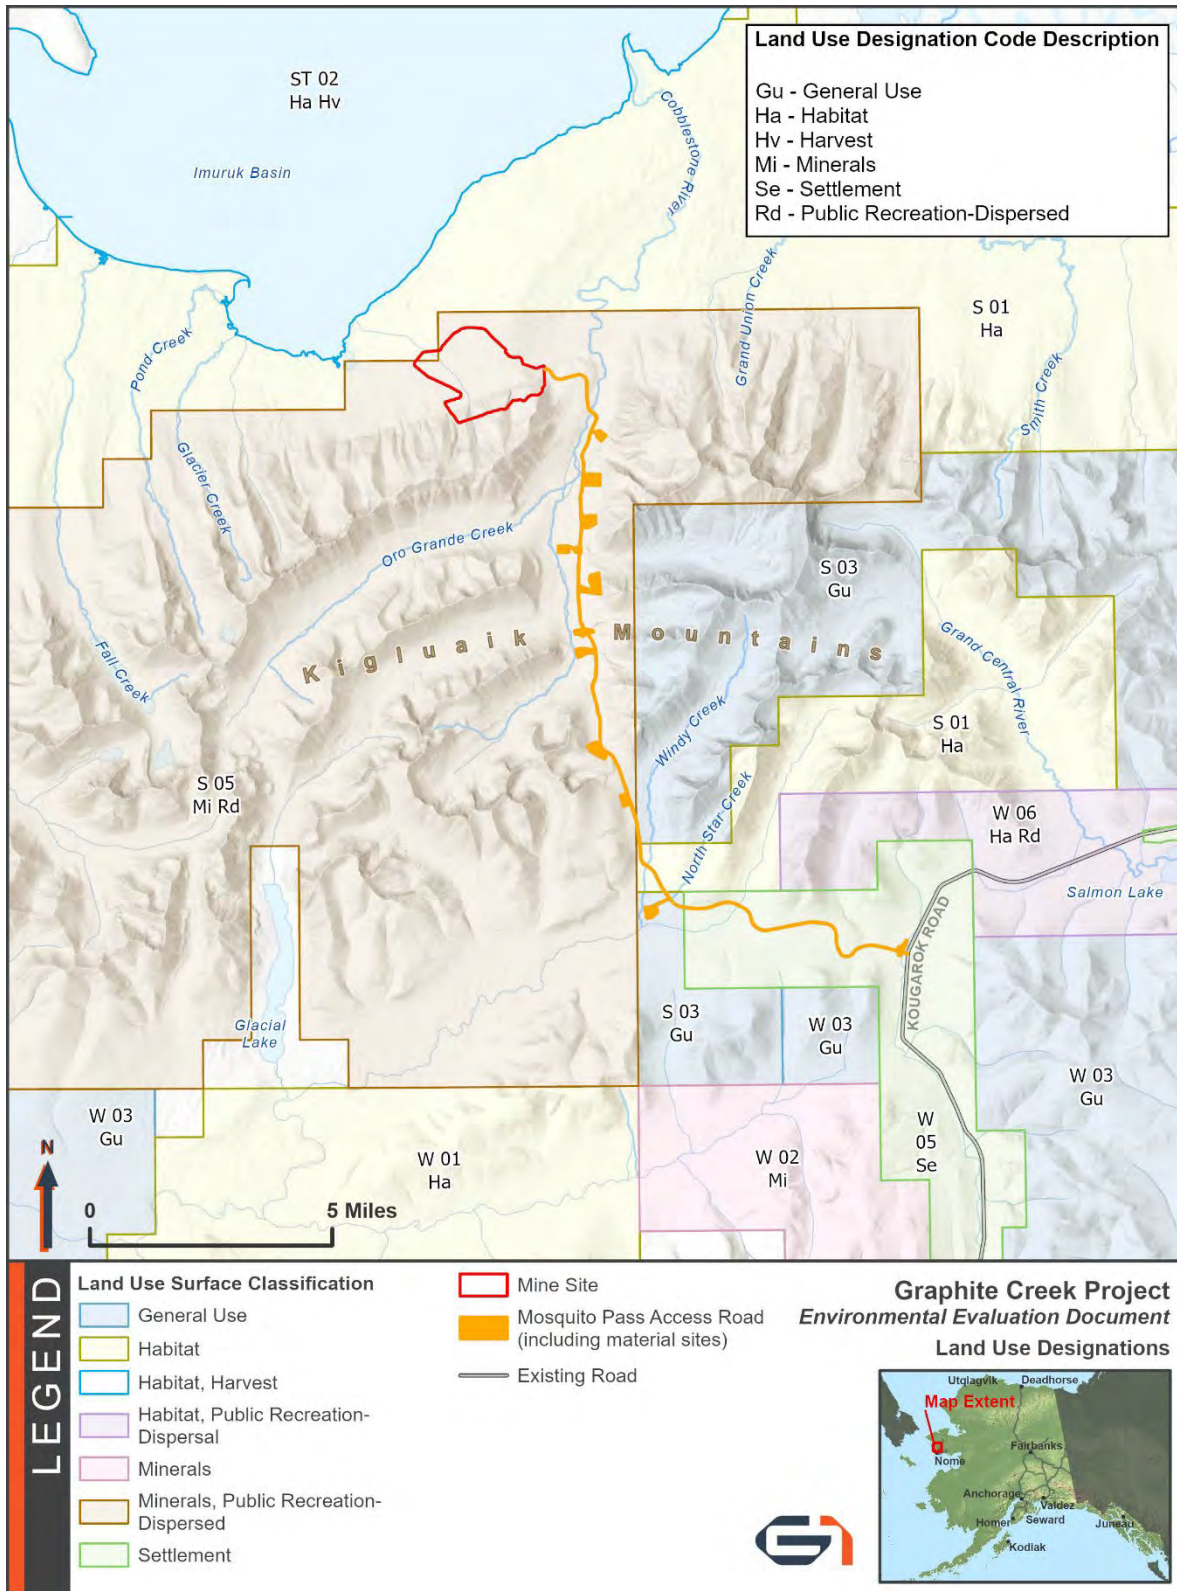 Land Use Designation Code Description
Gu - General Use
Ha - Habitat
Hv - Harvest
Mi - Minerals
Se - Settlement
Rd - Public Recreation-Dispersed
ST 02
Ha Hv
Imuruk Basin
Cobblestone River
Grand Union Creek
S 01
Ha
Smith Creek
Pond Creek
Glacier Creek
Oro Grande Creek
S 03
Gu
Kigluaik Mountains
Fall Creek
Grand Central River
Windy Creek
S 01
Ha
S 05
Mi Rd
North Star Creek
W 06
Ha Rd
Salmon Lake
KOUGAROK ROAD
Glacial
Lake
S 03
Gu
W 03
Gu
W 03
Gu
W 03
Gu
W 01
Ha
W 02
Mi
W
05
Se
N
0
5 Miles
LEGEND
Land Use Surface Classification
General Use
Habitat
Habitat, Harvest
Habitat, Public Recreation-
Dispersal
Minerals
Minerals, Public Recreation-
Dispersed
Settlement
Mine Site
Mosquito Pass Access Road
(including material sites)
Existing Road
Graphite Creek Project
Environmental Evaluation Document
Land Use Designations
Utqiagvik
Deadhorse
Map Extent
Nome
Fairbanks
Anchorage
Valdez
Homer
Seward
Juneau
Kodiak
G1